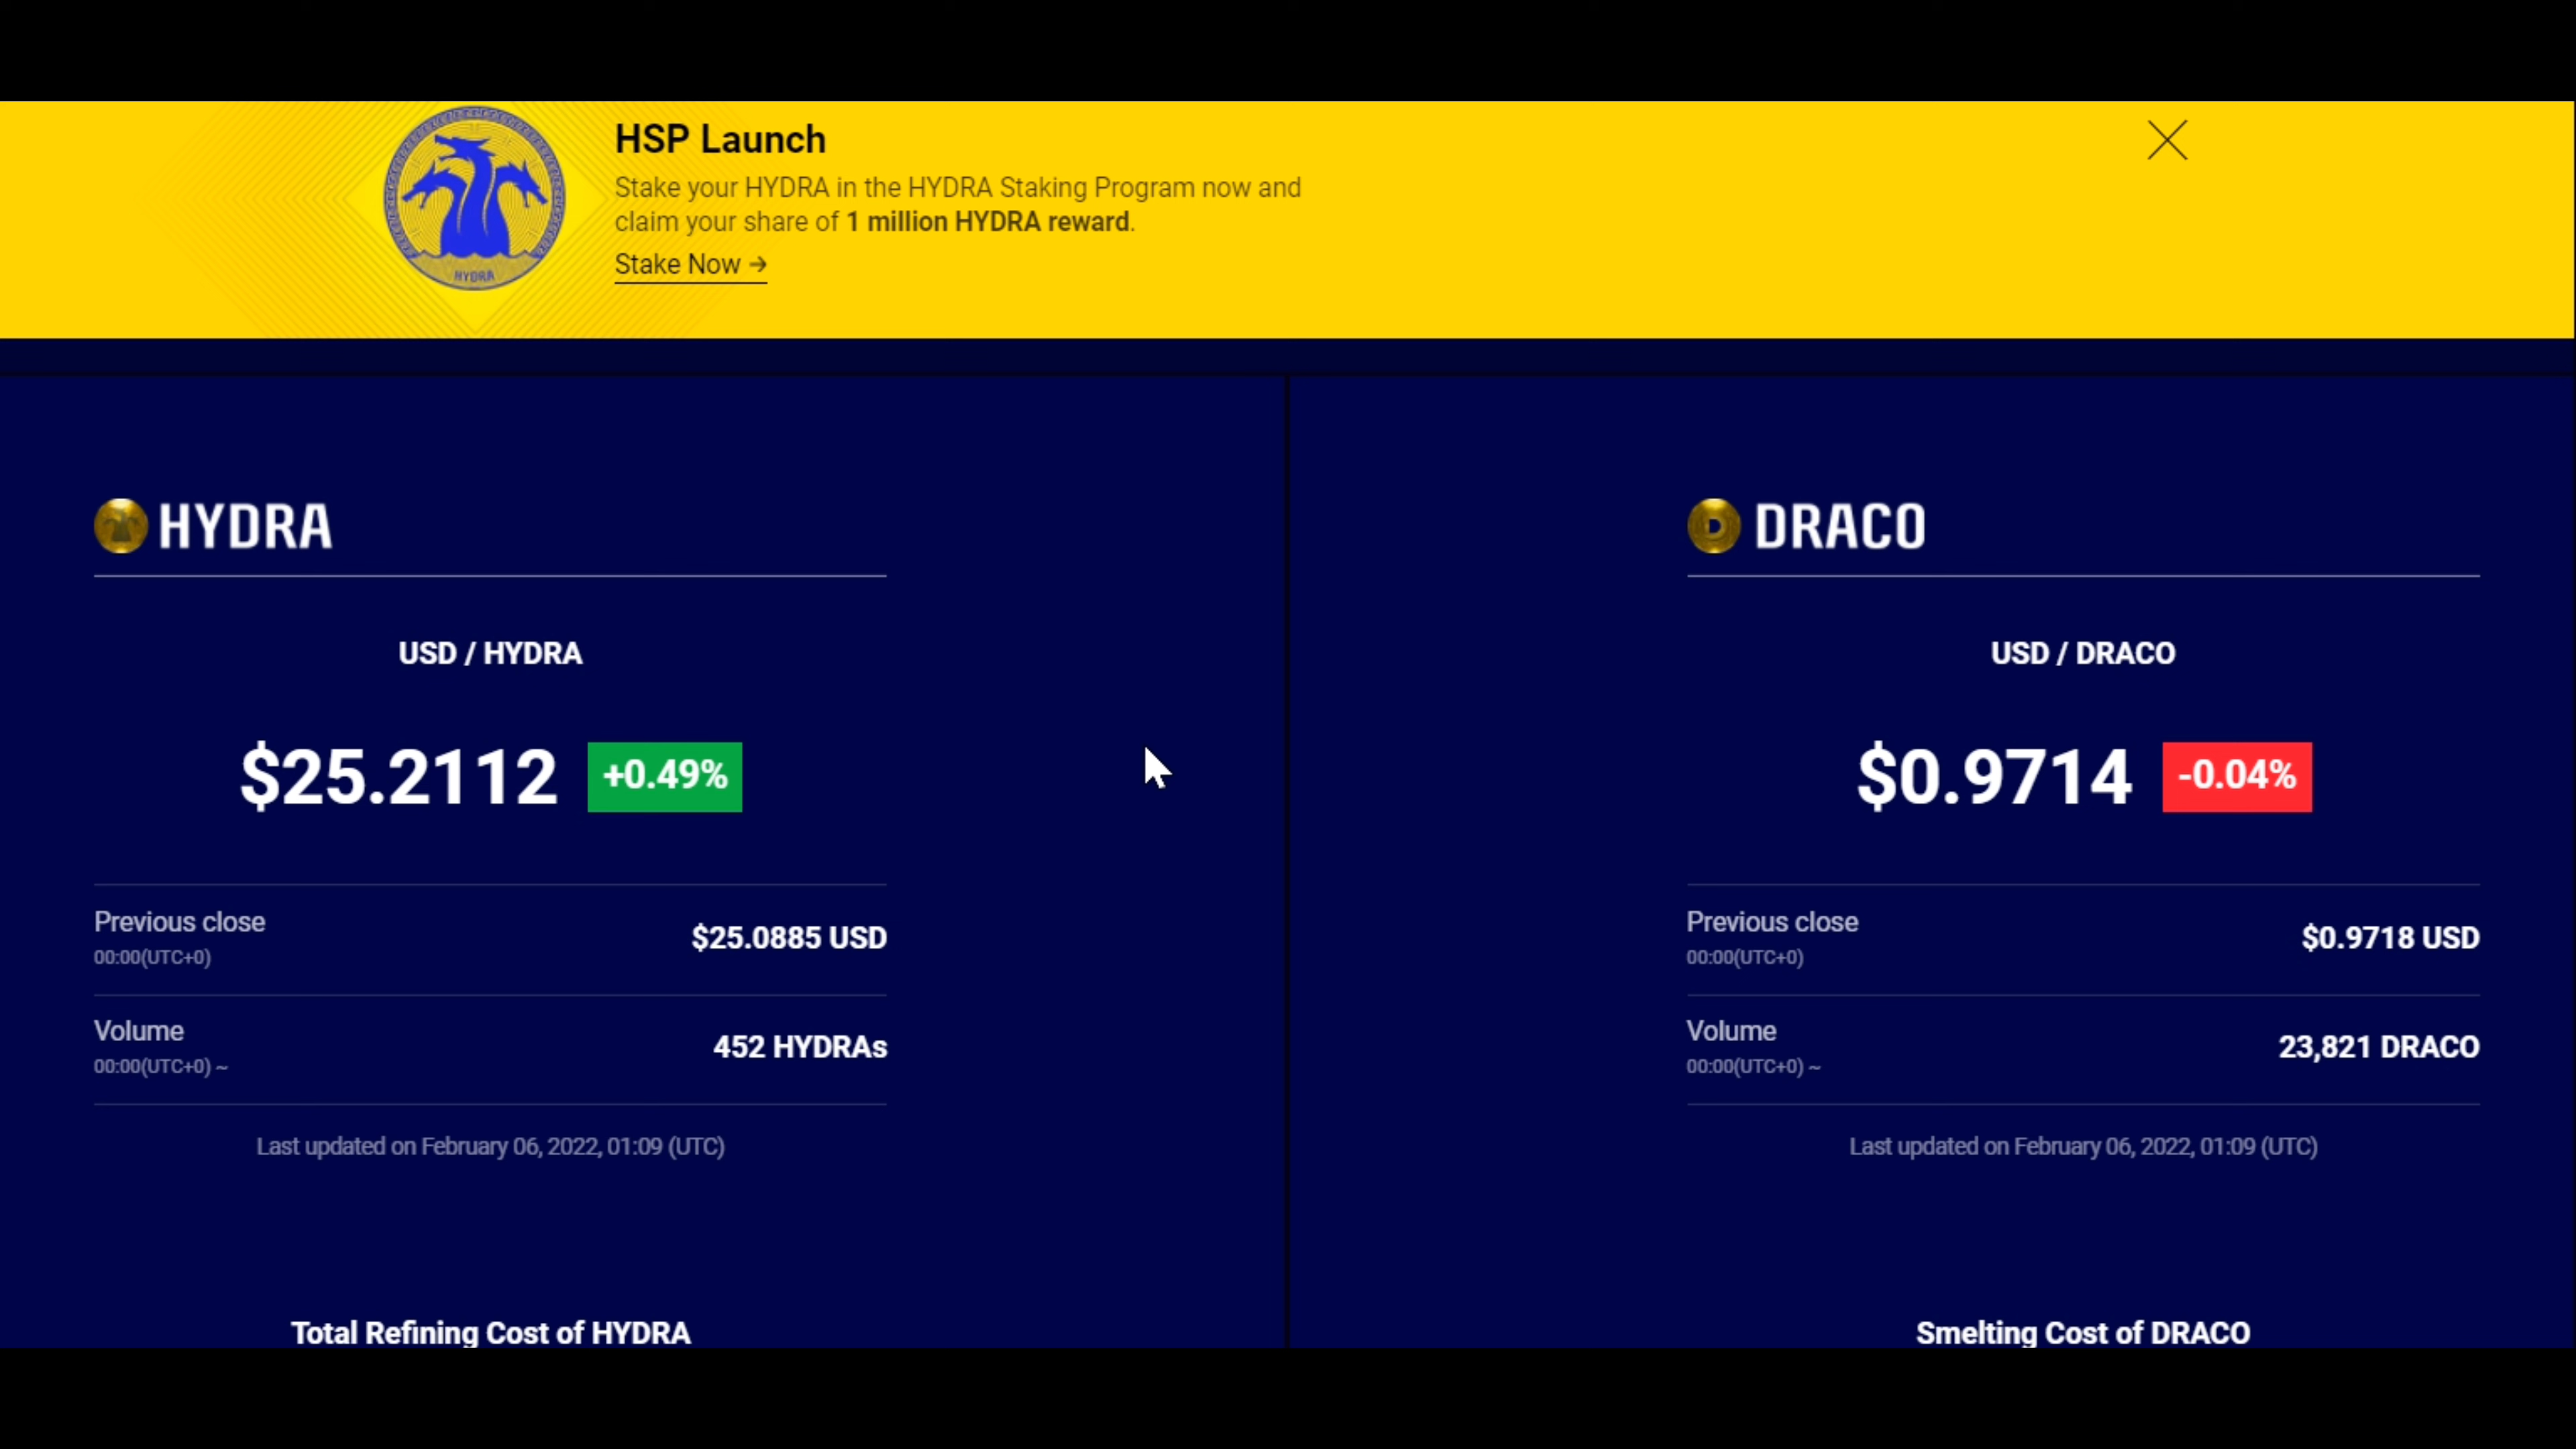 HSP Launch
Stake your HYDRA in the HYDRA Staking Program now and
claim your share of 1 million HYDRA reward.
Stake Now →
HYDRA
HYDRA
USD / HYDRA
$25.2112 +0.49%
Previous close
00:00(UTC+0)
$25.0885 USD
Volume
00:00(UTC+0) ~
452 HYDRAs
Last updated on February 06, 2022, 01:09 (UTC)
Total Refining Cost of HYDRA
D DRACO
USD / DRACO
$0.9714 -0.04%
Previous close
00:00(UTC+0)
$0.9718 USD
Volume
00:00(UTC+0) ~
23,821 DRACO
Last updated on February 06, 2022, 01:09 (UTC)
Smelting Cost of DRACO